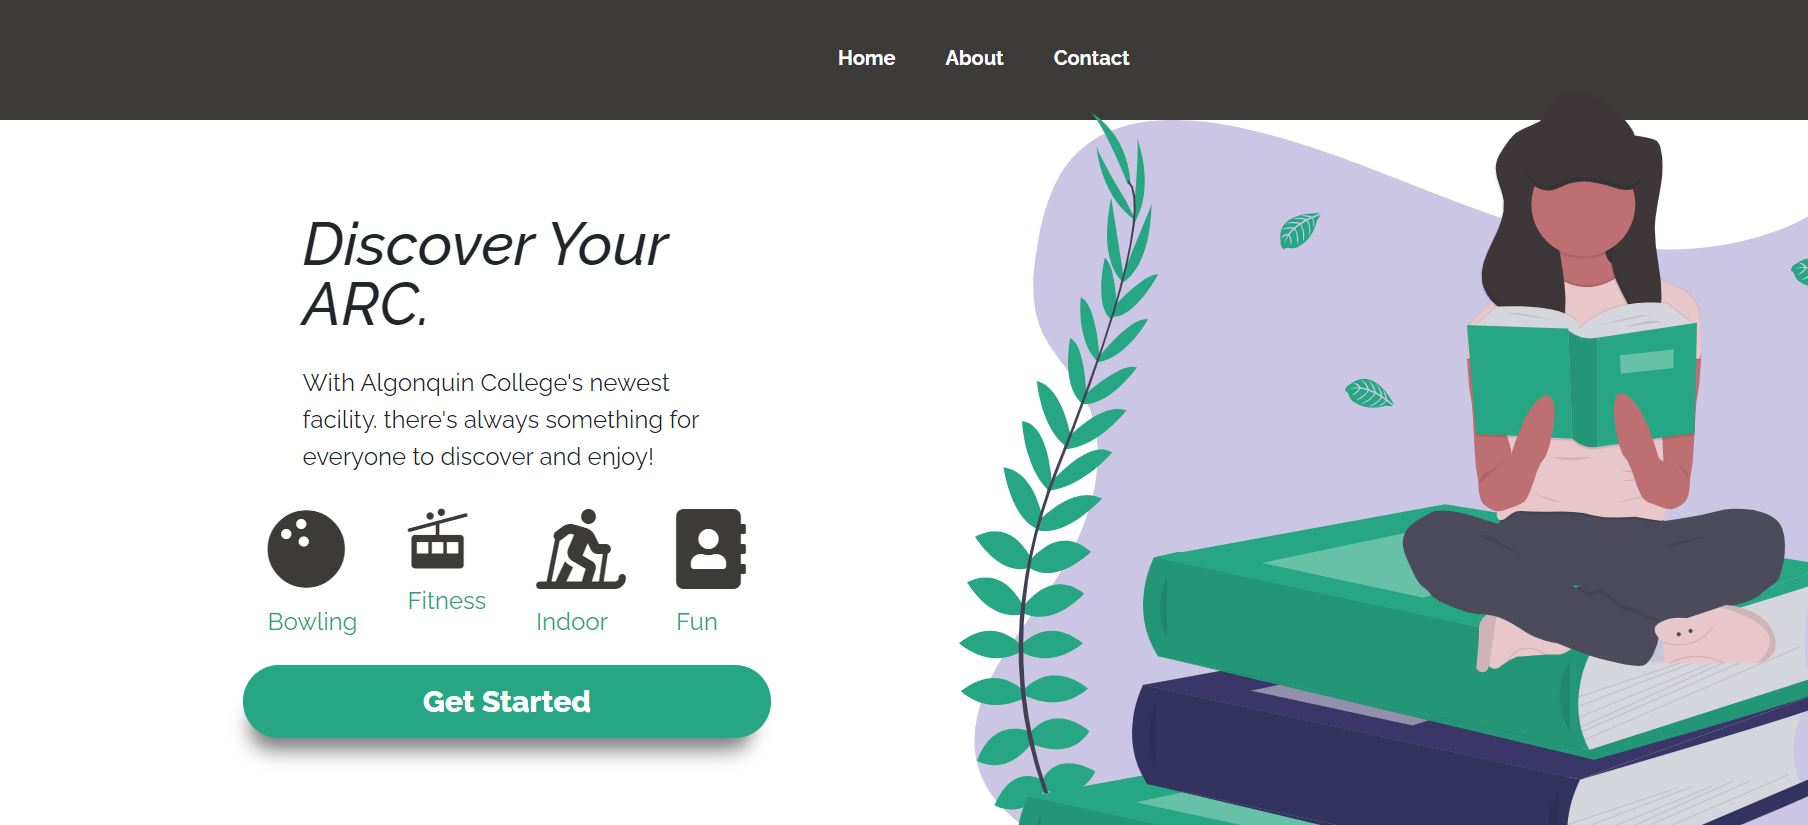 Home About Contact
Discover Your
ARC.
With Algonquin College's newest
facility. there's always something for
everyone to discover and enjoy!
Bowling Fitness Indoor Fun
Get Started